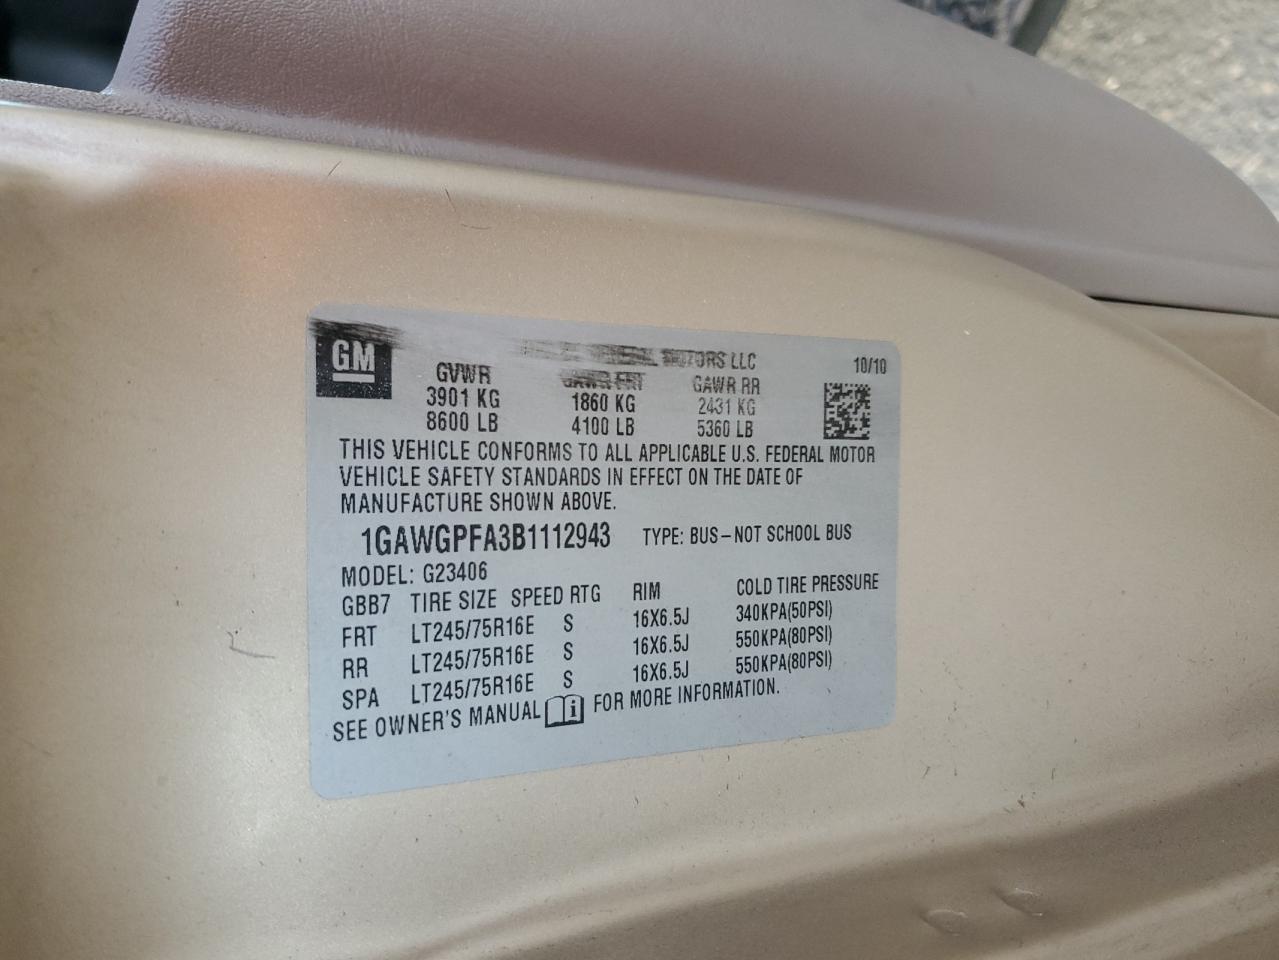 GM
MOTORS LLC 10/10
GVWR GAWR FRT GAWR RR
3901 KG 1860 KG 2431 KG
8600 LB 4100 LB 5360 LB
THIS VEHICLE CONFORMS TO ALL APPLICABLE U.S. FEDERAL MOTOR
VEHICLE SAFETY STANDARDS IN EFFECT ON THE DATE OF
MANUFACTURE SHOWN ABOVE.
1GAWGPFA3B1112943 TYPE: BUS-NOT SCHOOL BUS
MODEL: G23406
GBB7 TIRE SIZE SPEED RTG RIM COLD TIRE PRESSURE
FRT LT245/75R16E S 16X6.5J 340KPA(50PSI)
RR LT245/75R16E S 16X6.5J 550KPA(80PSI)
SPA LT245/75R16E S 16X6.5J 550KPA(80PSI)
SEE OWNER'S MANUAL i FOR MORE INFORMATION.